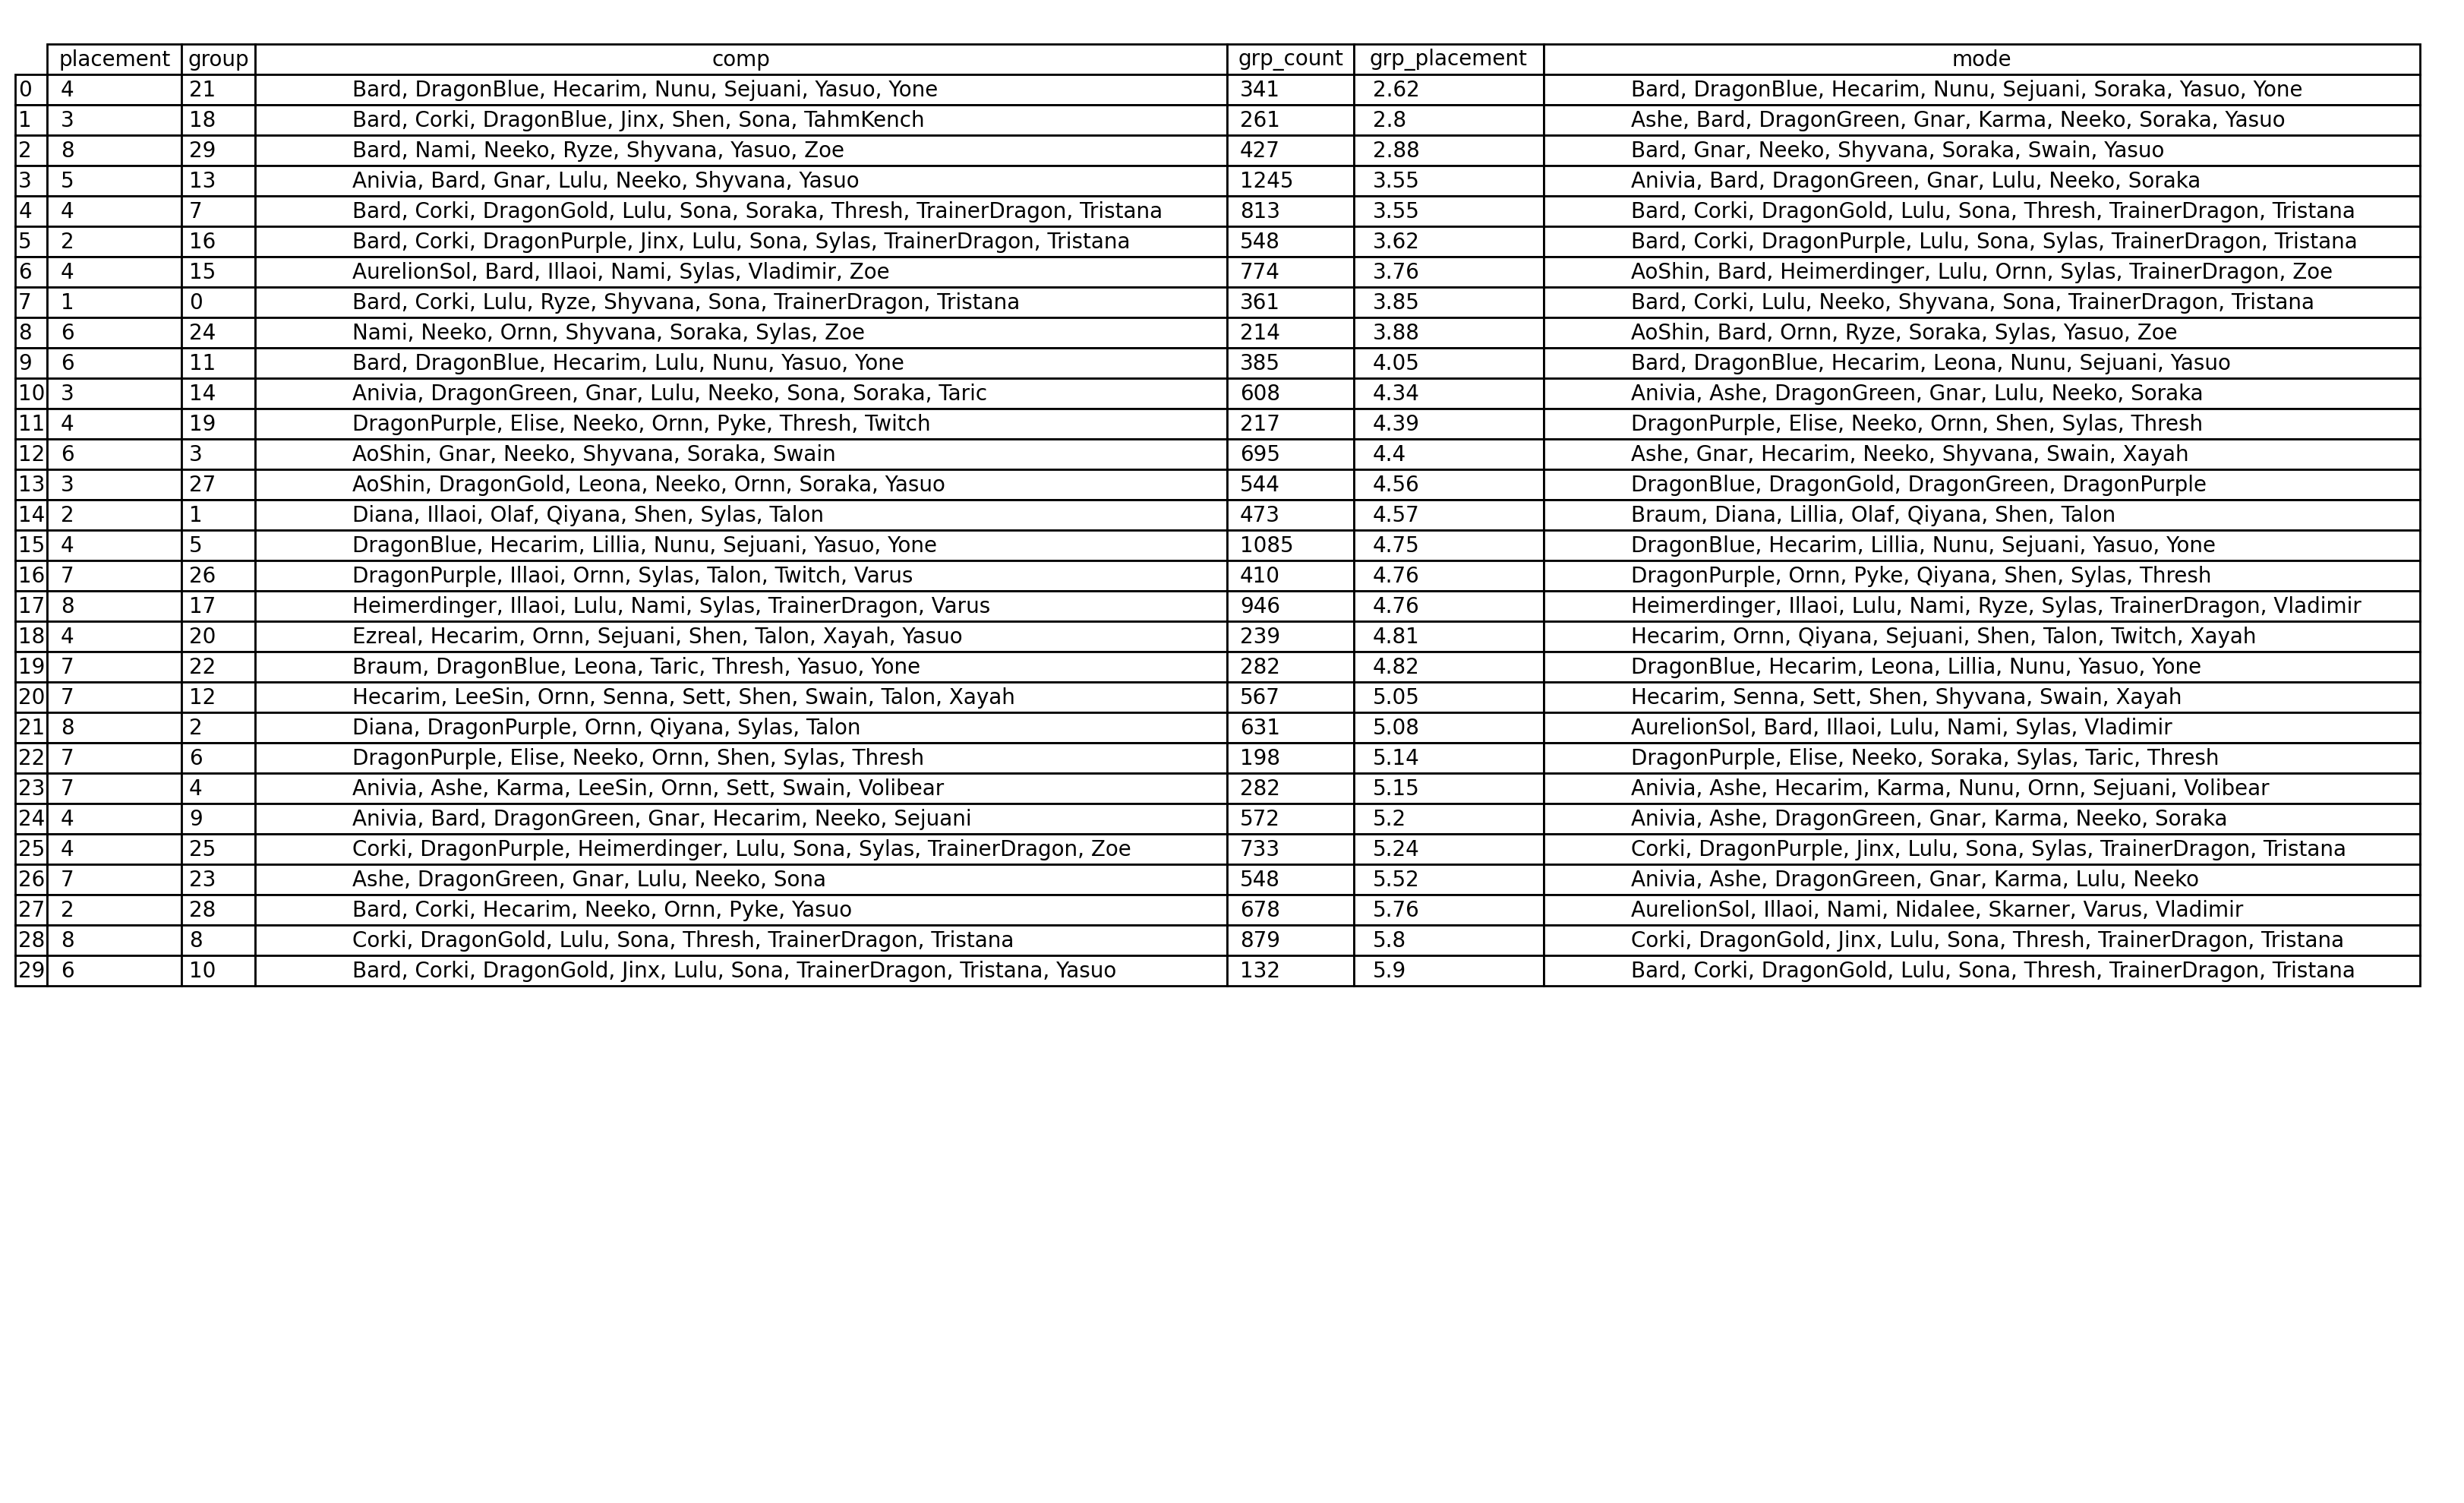 placement group comp grp_count grp_placement mode
0 4 21 Bard, DragonBlue, Hecarim, Nunu, Sejuani, Yasuo, Yone 341 2.62 Bard, DragonBlue, Hecarim, Nunu, Sejuani, Soraka, Yasuo, Yone
1 3 18 Bard, Corki, DragonBlue, Jinx, Shen, Sona, TahmKench 261 2.8 Ashe, Bard, DragonGreen, Gnar, Karma, Neeko, Soraka, Yasuo
2 8 29 Bard, Nami, Neeko, Ryze, Shyvana, Yasuo, Zoe 427 2.88 Bard, Gnar, Neeko, Shyvana, Soraka, Swain, Yasuo
3 5 13 Anivia, Bard, Gnar, Lulu, Neeko, Shyvana, Yasuo 1245 3.55 Anivia, Bard, DragonGreen, Gnar, Lulu, Neeko, Soraka
4 4 7 Bard, Corki, DragonGold, Lulu, Sona, Soraka, Thresh, TrainerDragon, Tristana 813 3.55 Bard, Corki, DragonGold, Lulu, Sona, Thresh, TrainerDragon, Tristana
5 2 16 Bard, Corki, DragonPurple, Jinx, Lulu, Sona, Sylas, TrainerDragon, Tristana 548 3.62 Bard, Corki, DragonPurple, Lulu, Sona, Sylas, TrainerDragon, Tristana
6 4 15 AurelionSol, Bard, Illaoi, Nami, Sylas, Vladimir, Zoe 774 3.76 AoShin, Bard, Heimerdinger, Lulu, Ornn, Sylas, TrainerDragon, Zoe
7 1 0 Bard, Corki, Lulu, Ryze, Shyvana, Sona, TrainerDragon, Tristana 361 3.85 Bard, Corki, Lulu, Neeko, Shyvana, Sona, TrainerDragon, Tristana
8 6 24 Nami, Neeko, Ornn, Shyvana, Soraka, Sylas, Zoe 214 3.88 AoShin, Bard, Ornn, Ryze, Soraka, Sylas, Yasuo, Zoe
9 6 11 Bard, DragonBlue, Hecarim, Lulu, Nunu, Yasuo, Yone 385 4.05 Bard, DragonBlue, Hecarim, Leona, Nunu, Sejuani, Yasuo
10 3 14 Anivia, DragonGreen, Gnar, Lulu, Neeko, Sona, Soraka, Taric 608 4.34 Anivia, Ashe, DragonGreen, Gnar, Lulu, Neeko, Soraka
11 4 19 DragonPurple, Elise, Neeko, Ornn, Pyke, Thresh, Twitch 217 4.39 DragonPurple, Elise, Neeko, Ornn, Shen, Sylas, Thresh
12 6 3 AoShin, Gnar, Neeko, Shyvana, Soraka, Swain 695 4.4 Ashe, Gnar, Hecarim, Neeko, Shyvana, Swain, Xayah
13 3 27 AoShin, DragonGold, Leona, Neeko, Ornn, Soraka, Yasuo 544 4.56 DragonBlue, DragonGold, DragonGreen, DragonPurple
14 2 1 Diana, Illaoi, Olaf, Qiyana, Shen, Sylas, Talon 473 4.57 Braum, Diana, Lillia, Olaf, Qiyana, Shen, Talon
15 4 5 DragonBlue, Hecarim, Lillia, Nunu, Sejuani, Yasuo, Yone 1085 4.75 DragonBlue, Hecarim, Lillia, Nunu, Sejuani, Yasuo, Yone
16 7 26 DragonPurple, Illaoi, Ornn, Sylas, Talon, Twitch, Varus 410 4.76 DragonPurple, Ornn, Pyke, Qiyana, Shen, Sylas, Thresh
17 8 17 Heimerdinger, Illaoi, Lulu, Nami, Sylas, TrainerDragon, Varus 946 4.76 Heimerdinger, Illaoi, Lulu, Nami, Ryze, Sylas, TrainerDragon, Vladimir
18 4 20 Ezreal, Hecarim, Ornn, Sejuani, Shen, Talon, Xayah, Yasuo 239 4.81 Hecarim, Ornn, Qiyana, Sejuani, Shen, Talon, Twitch, Xayah
19 7 22 Braum, DragonBlue, Leona, Taric, Thresh, Yasuo, Yone 282 4.82 DragonBlue, Hecarim, Leona, Lillia, Nunu, Yasuo, Yone
20 7 12 Hecarim, LeeSin, Ornn, Senna, Sett, Shen, Swain, Talon, Xayah 567 5.05 Hecarim, Senna, Sett, Shen, Shyvana, Swain, Xayah
21 8 2 Diana, DragonPurple, Ornn, Qiyana, Sylas, Talon 631 5.08 AurelionSol, Bard, Illaoi, Lulu, Nami, Sylas, Vladimir
22 7 6 DragonPurple, Elise, Neeko, Ornn, Shen, Sylas, Thresh 198 5.14 DragonPurple, Elise, Neeko, Soraka, Sylas, Taric, Thresh
23 7 4 Anivia, Ashe, Karma, LeeSin, Ornn, Sett, Swain, Volibear 282 5.15 Anivia, Ashe, Hecarim, Karma, Nunu, Ornn, Sejuani, Volibear
24 4 9 Anivia, Bard, DragonGreen, Gnar, Hecarim, Neeko, Sejuani 572 5.2 Anivia, Ashe, DragonGreen, Gnar, Karma, Neeko, Soraka
25 4 25 Corki, DragonPurple, Heimerdinger, Lulu, Sona, Sylas, TrainerDragon, Zoe 733 5.24 Corki, DragonPurple, Jinx, Lulu, Sona, Sylas, TrainerDragon, Tristana
26 7 23 Ashe, DragonGreen, Gnar, Lulu, Neeko, Sona 548 5.52 Anivia, Ashe, DragonGreen, Gnar, Karma, Lulu, Neeko
27 2 28 Bard, Corki, Hecarim, Neeko, Ornn, Pyke, Yasuo 678 5.76 AurelionSol, Illaoi, Nami, Nidalee, Skarner, Varus, Vladimir
28 8 8 Corki, DragonGold, Lulu, Sona, Thresh, TrainerDragon, Tristana 879 5.8 Corki, DragonGold, Jinx, Lulu, Sona, Thresh, TrainerDragon, Tristana
29 6 10 Bard, Corki, DragonGold, Jinx, Lulu, Sona, TrainerDragon, Tristana, Yasuo 132 5.9 Bard, Corki, DragonGold, Lulu, Sona, Thresh, TrainerDragon, Tristana